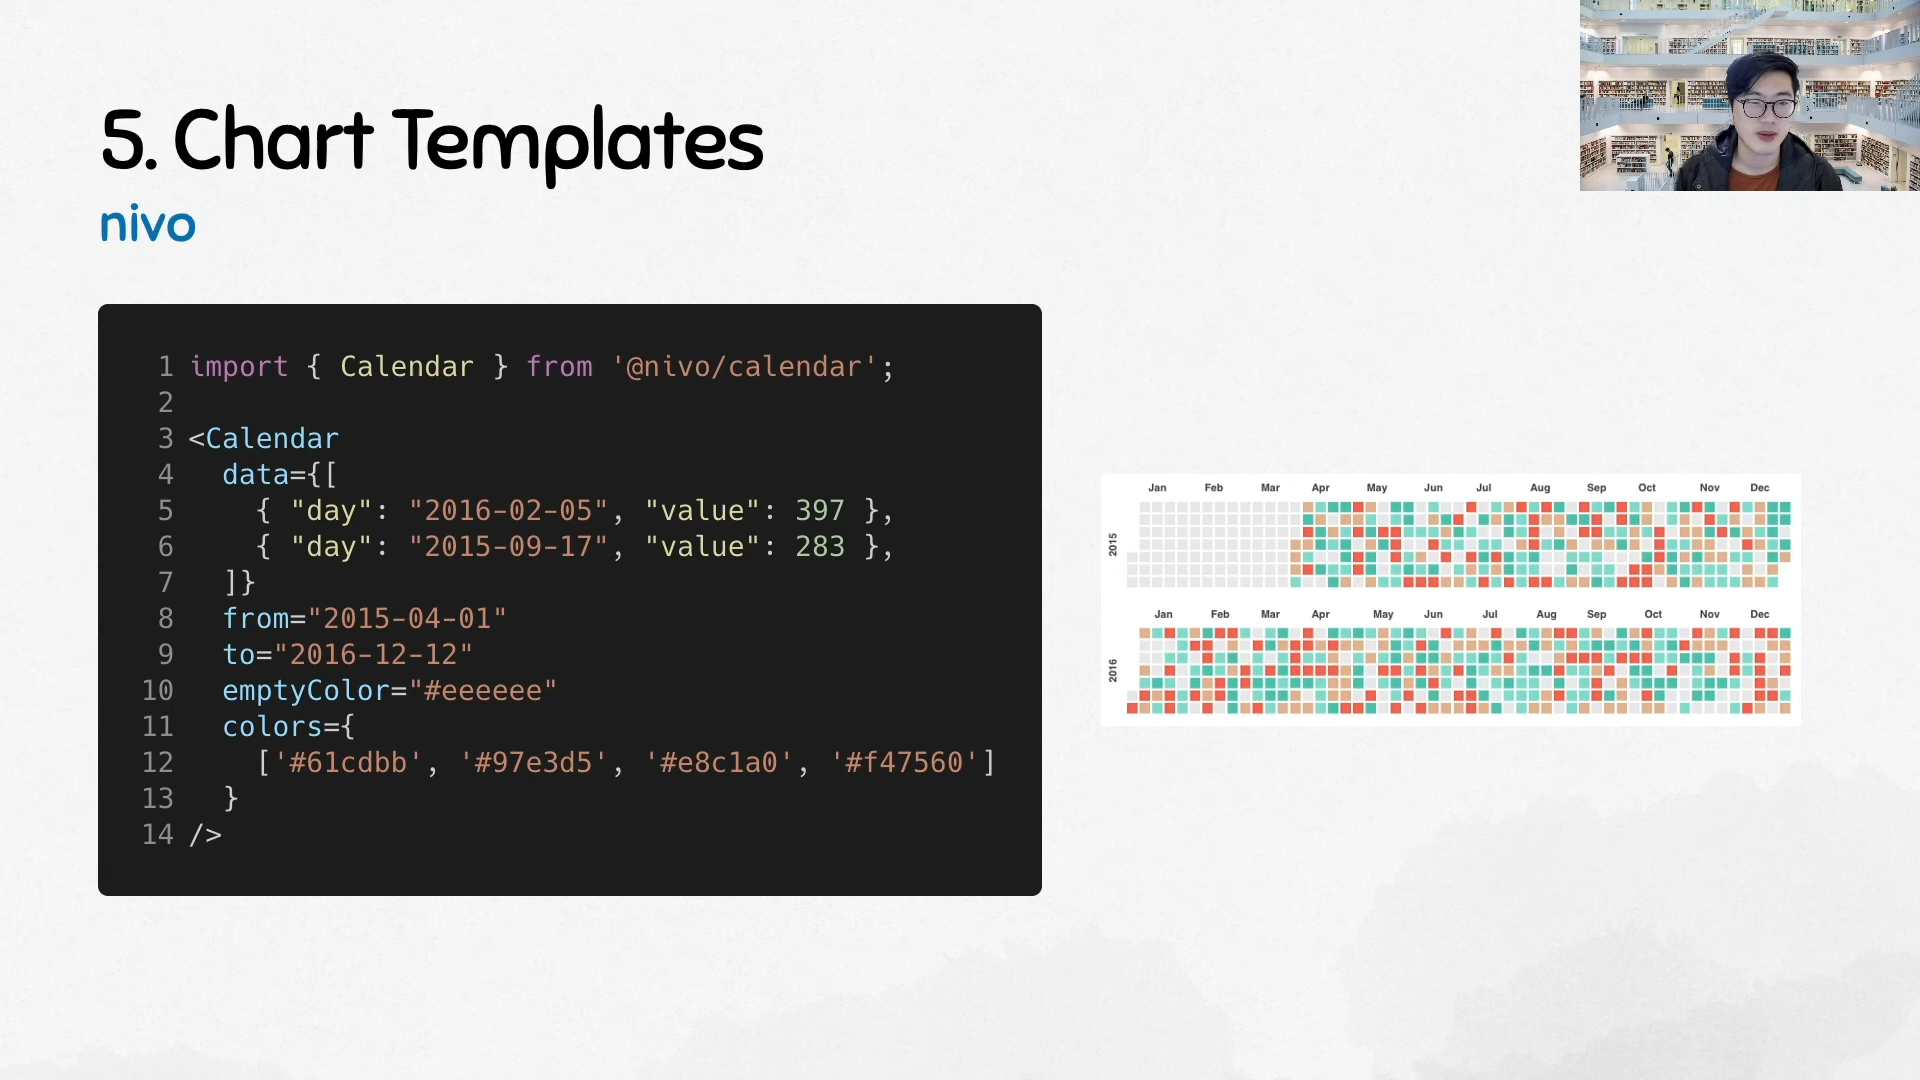 5. Chart Templates
nivo
1 import { Calendar } from '@nivo/calendar';
2
3 <Calendar
4   data={[
5     { "day": "2016-02-05", "value": 397 },
6     { "day": "2015-09-17", "value": 283 },
7   ]}
8   from="2015-04-01"
9   to="2016-12-12"
10   emptyColor="#eeeeee"
11   colors={
12     ['#61cdbb', '#97e3d5', '#e8c1a0', '#f47560']
13   }
14 />
Jan Feb Mar Apr May Jun Jul Aug Sep Oct Nov Dec
2015
Jan Feb Mar Apr May Jun Jul Aug Sep Oct Nov Dec
2016